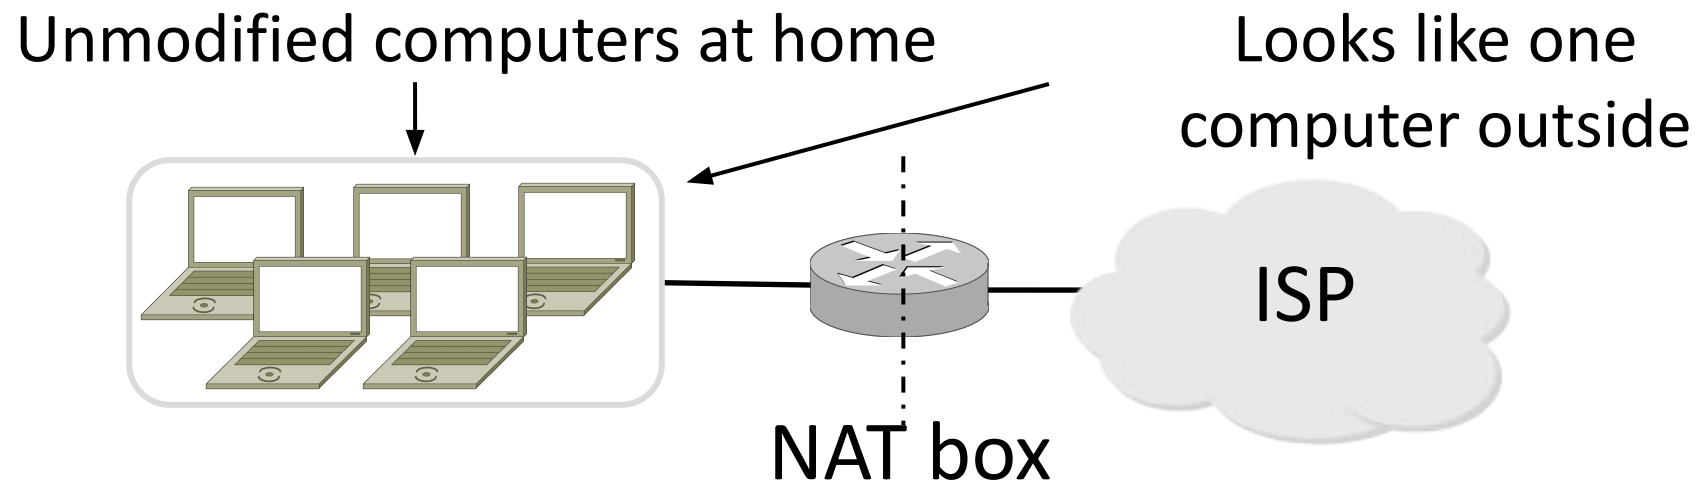 Unmodified computers at home
Looks like one
computer outside
ISP
NAT box